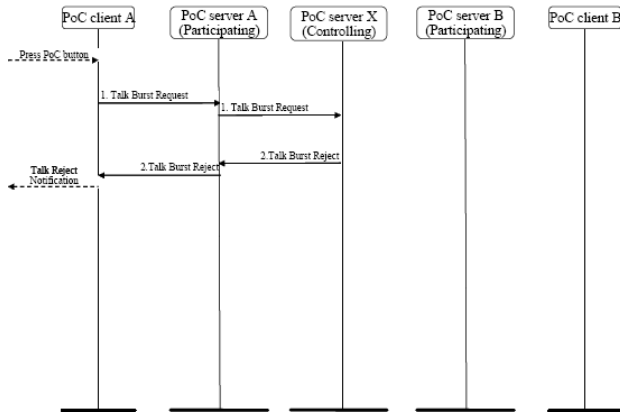 PoC client A
PoC server A
(Participating)
PoC server X
(Controlling)
PoC server B
(Participating)
PoC client B
Press PoC button
1. Talk Burst Request
1. Talk Burst Request
2.Talk Burst Reject
2.Talk Burst Reject
Talk Reject
Notification